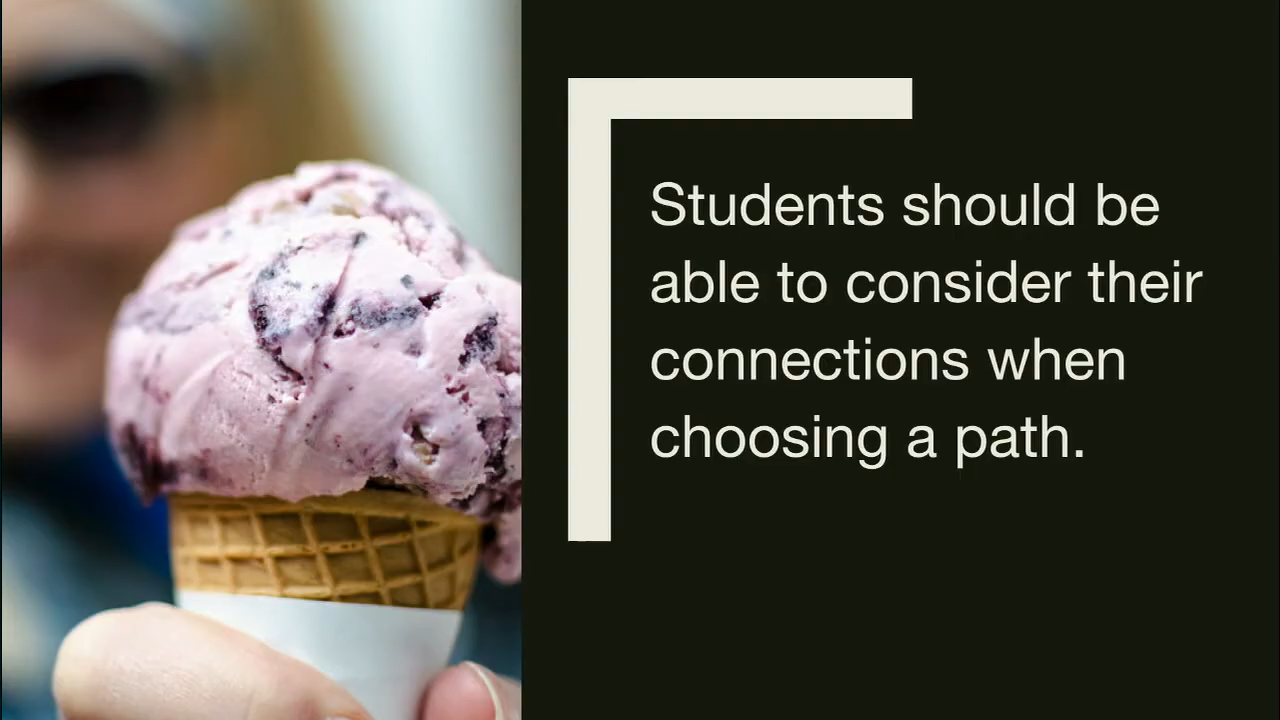 Students should be
able to consider their
connections when
choosing a path.